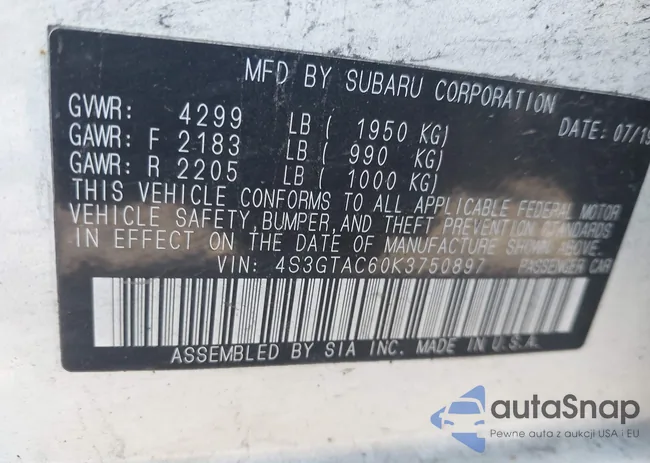 MFD BY SUBARU CORPORATION
GVWR: 4299 LB ( 1950 KG) DATE: 07/19
GAWR: F 2183 LB ( 990 KG)
GAWR: R 2205 LB ( 1000 KG)
THIS VEHICLE CONFORMS TO ALL APPLICABLE FEDERAL MOTOR
VEHICLE SAFETY, BUMPER, AND THEFT PREVENTION STANDARDS
IN EFFECT ON THE DATE OF MANUFACTURE SHOWN ABOVE.
VIN: 4S3GTAC60K3750897 PASSENGER CAR
ASSEMBLED BY SIA INC. MADE IN U.S.A.
autaSnap
Pewne auta z aukcji USA i EU